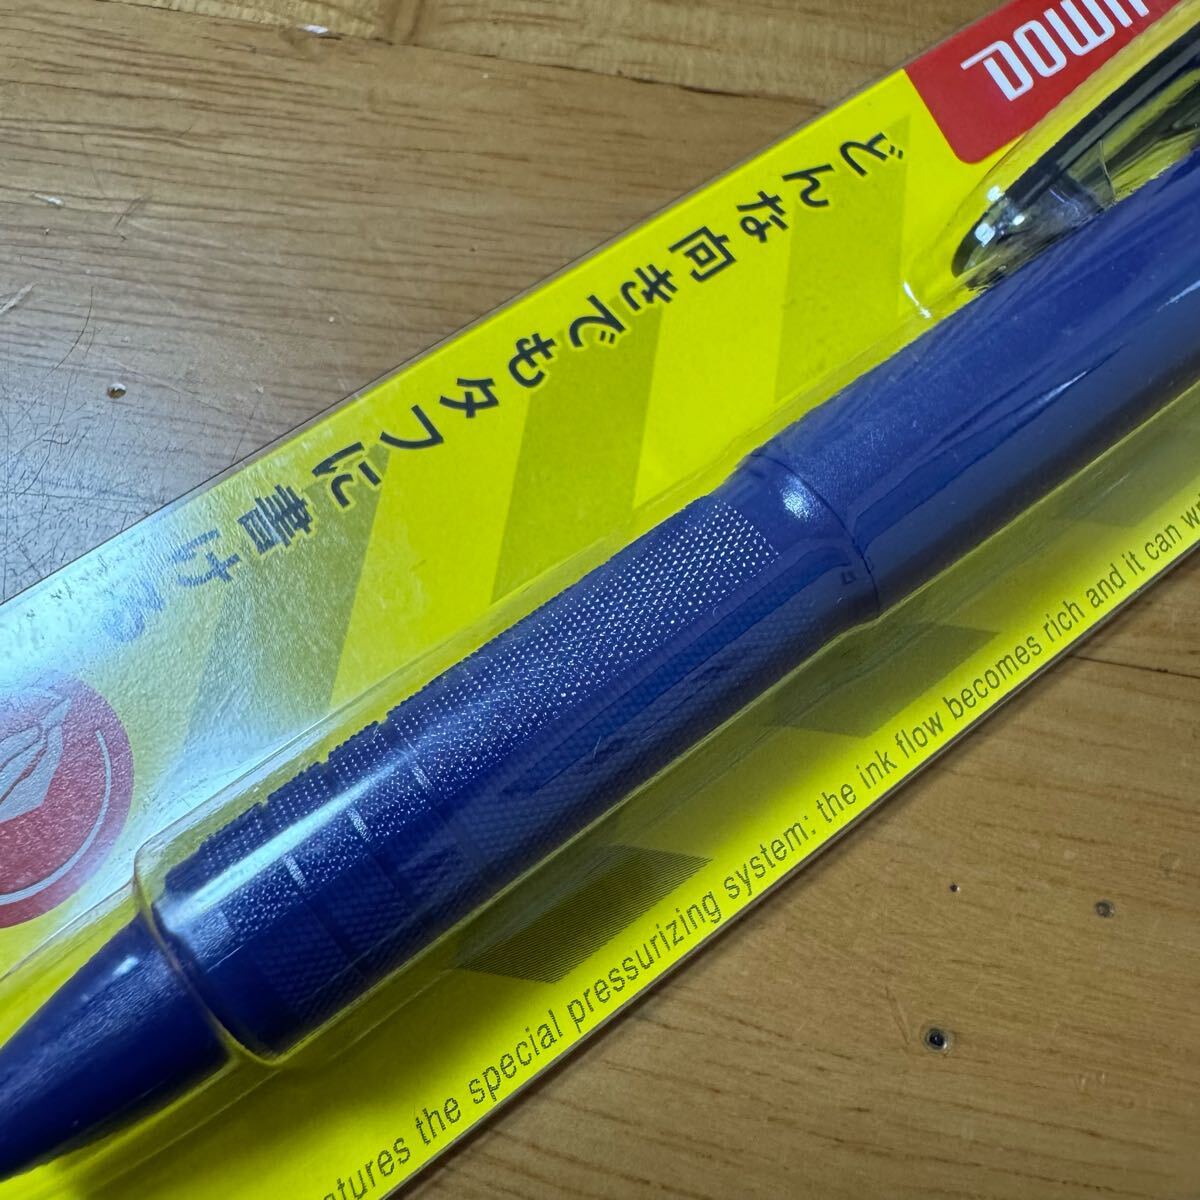 DOWN
どんな向きでもタフに書ける
the special pressurizing system: the ink flow becomes rich and it can